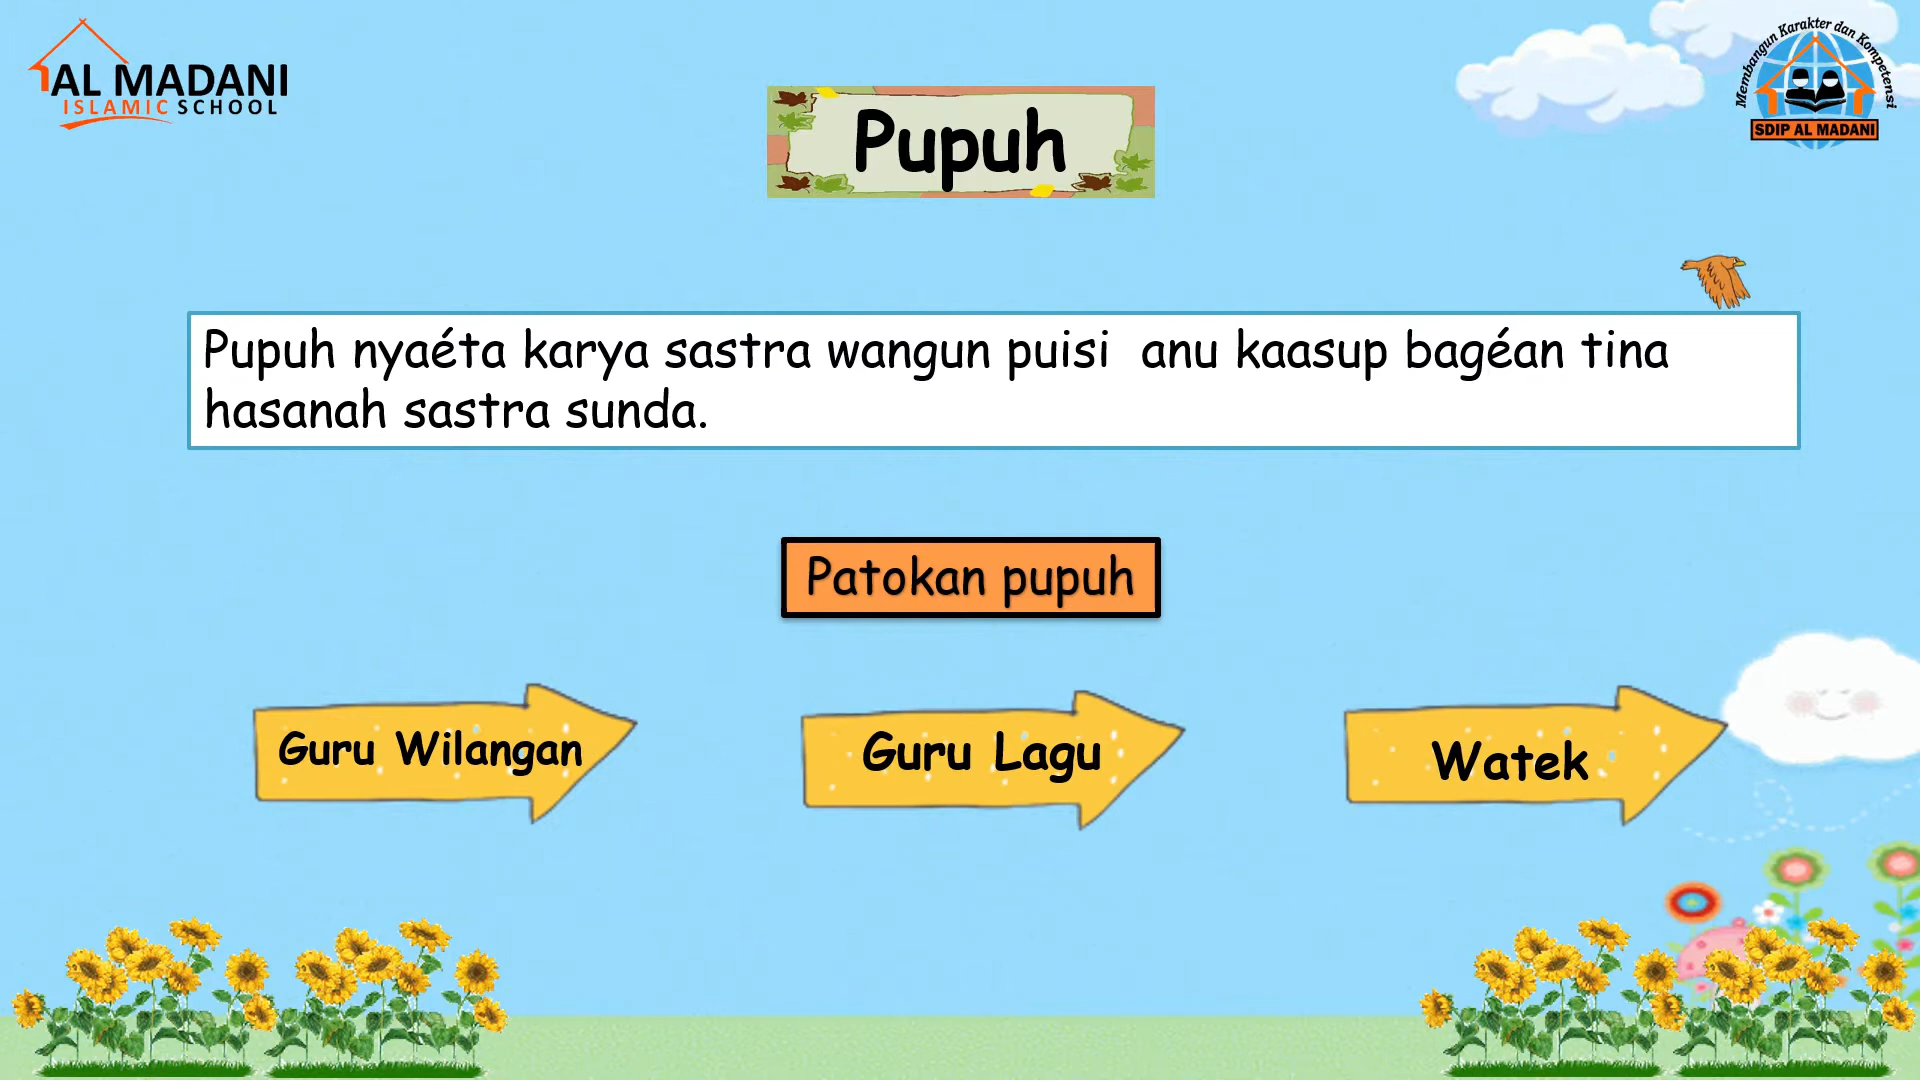 AL MADANI
ISLAMIC SCHOOL
Membangun Karakter dan Kompetensi
SDIP AL MADANI
Pupuh
Pupuh nyaéta karya sastra wangun puisi  anu kaasup bagéan tina
hasanah sastra sunda.
Patokan pupuh
Guru Wilangan
Guru Lagu
Watek